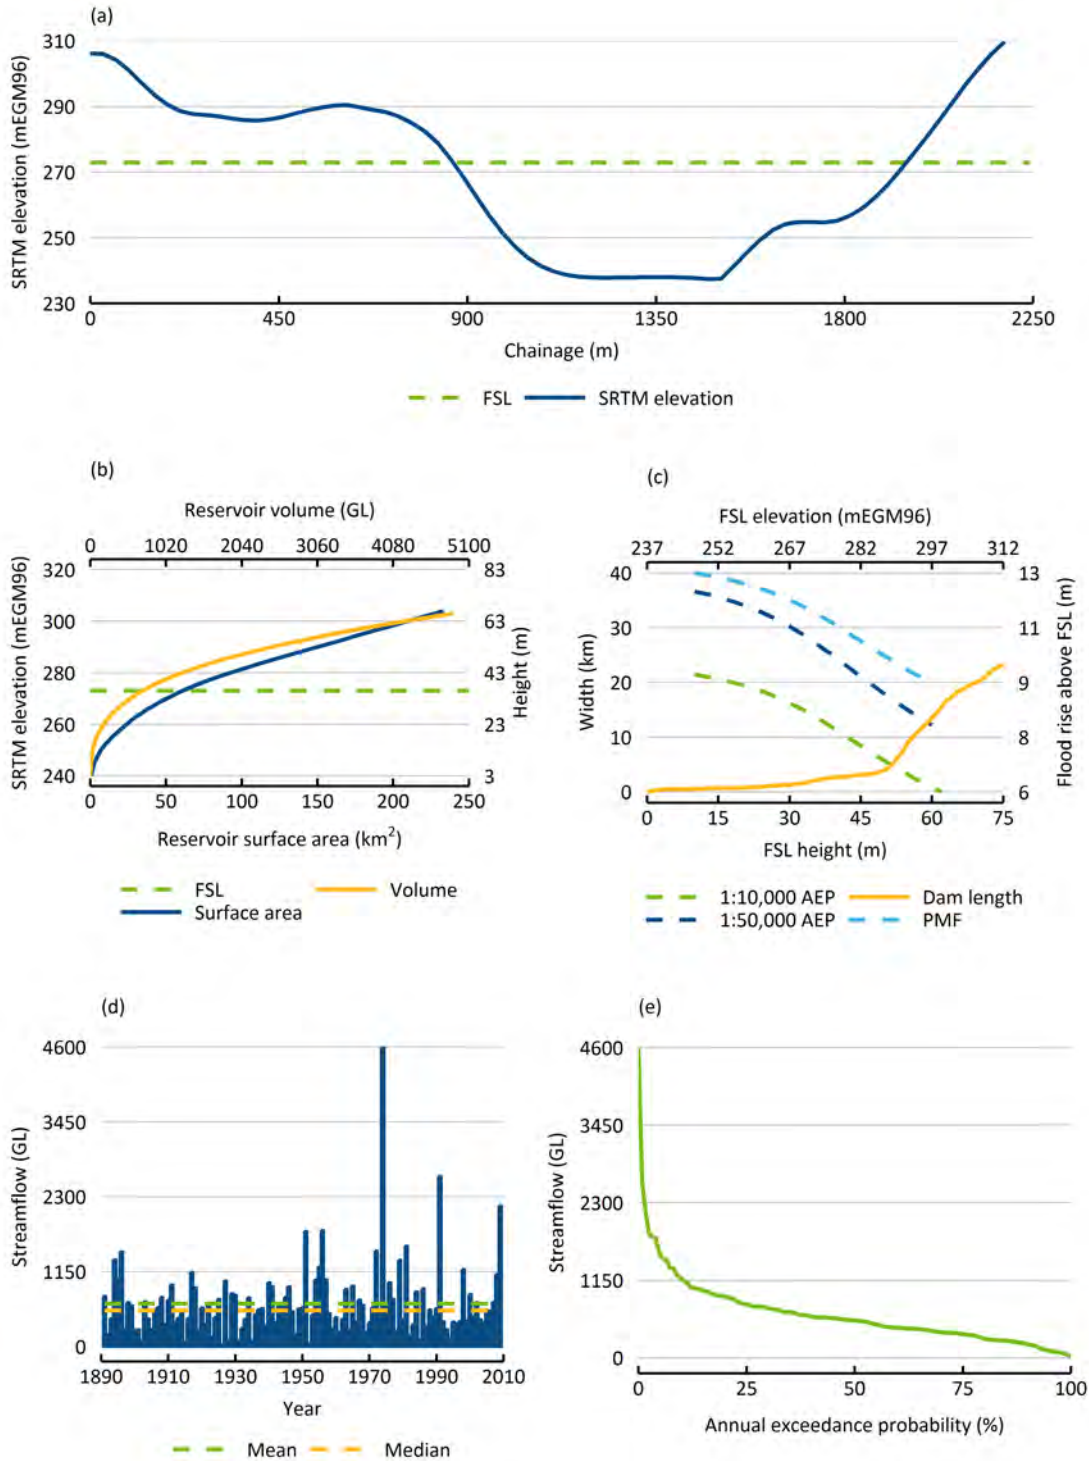 (a)
310
290
270
250
230
SRTM elevation (mEGM96)
0 450 900 1350 1800 2250
Chainage (m)
FSL SRTM elevation
(b)
Reservoir volume (GL)
0 1020 2040 3060 4080 5100
320 83
300 63
280 43
260 23
240 3
SRTM elevation (mEGM96)
Height (m)
0 50 100 150 200 250
Reservoir surface area (km²)
FSL Volume
Surface area
(c)
FSL elevation (mEGM96)
237 252 267 282 297 312
40 13
30 11
20 9
10 8
0 6
Width (km)
Flood rise above FSL (m)
0 15 30 45 60 75
FSL height (m)
1:10,000 AEP Dam length
1:50,000 AEP PMF
(d)
4600
3450
2300
1150
0
Streamflow (GL)
1890 1910 1930 1950 1970 1990 2010
Year
Mean Median
(e)
4600
3450
2300
1150
0
Streamflow (GL)
0 25 50 75 100
Annual exceedance probability (%)